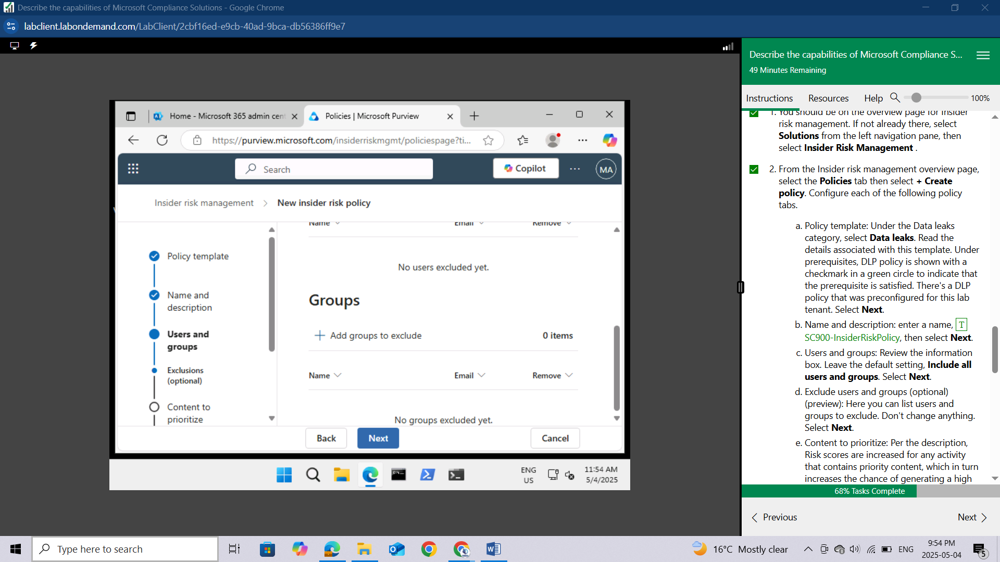 Describe the capabilities of Microsoft Compliance Solutions - Google Chrome
labclient.labondemand.com/LabClient/2cbf16ed-e9cb-40ad-9bca-db56386ff9e7
Home - Microsoft 365 admin cent
Policies | Microsoft Purview
https://purview.microsoft.com/insiderriskmgmt/policiespage?ti...
Search
Copilot
MA
Insider risk management > New insider risk policy
Policy template
Name and
description
Users and
groups
Exclusions
(optional)
Content to
prioritize
Name Email Remove
No users excluded yet.
Groups
Add groups to exclude 0 items
Name Email Remove
No groups excluded yet.
Back Next Cancel
ENG
US
11:54 AM
5/4/2025
Describe the capabilities of Microsoft Compliance S...
49 Minutes Remaining
Instructions Resources Help 100%
1. You should be on the overview page for Insider
risk management. If not already there, select
Solutions from the left navigation pane, then
select Insider Risk Management .
2. From the Insider risk management overview page,
select the Policies tab then select + Create
policy. Configure each of the following policy
tabs.
a. Policy template: Under the Data leaks
category, select Data leaks. Read the
details associated with this template. Under
prerequisites, DLP policy is shown with a
checkmark in a green circle to indicate that
the prerequisite is satisfied. There's a DLP
policy that was preconfigured for this lab
tenant. Select Next.
b. Name and description: enter a name, T
SC900-InsiderRiskPolicy, then select Next.
c. Users and groups: Review the information
box. Leave the default setting, Include all
users and groups. Select Next.
d. Exclude users and groups (optional)
(preview): Here you can list users and
groups to exclude. Don't change anything.
Select Next.
e. Content to prioritize: Per the description,
Risk scores are increased for any activity
that contains priority content, which in turn
increases the chance of generating a high
68% Tasks Complete
Previous Next
Type here to search
16°C Mostly clear
ENG
9:54 PM
2025-05-04
5